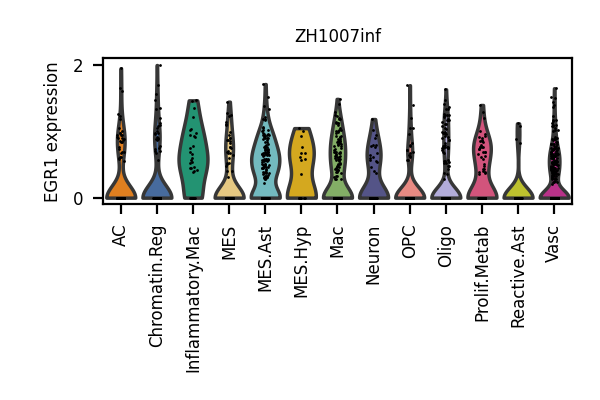 ZH1007inf
EGR1 expression
2
0
AC
Chromatin.Reg
Inflammatory.Mac
MES
MES.Ast
MES.Hyp
Mac
Neuron
OPC
Oligo
Prolif.Metab
Reactive.Ast
Vasc